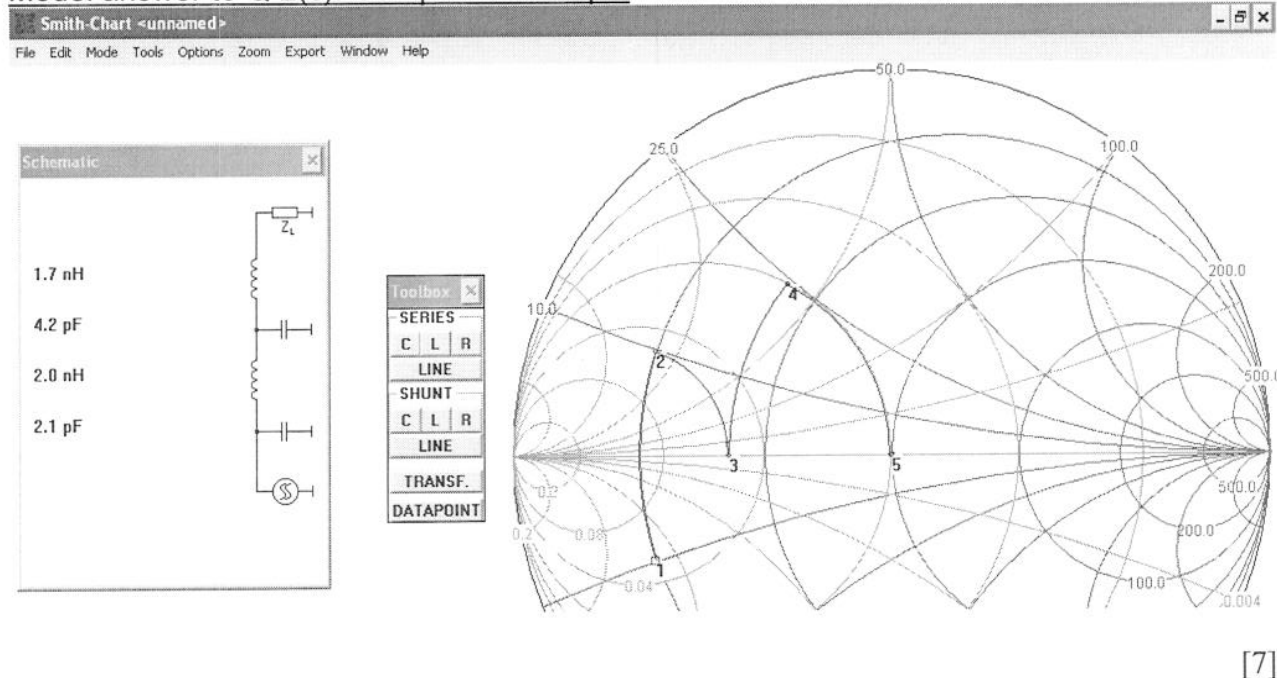 Smith-Chart <unnamed>
File Edit Mode Tools Options Zoom Export Window Help
Schematic
Z_L
1.7 nH
4.2 pF
2.0 nH
2.1 pF
Toolbox
SERIES
C L R
LINE
SHUNT
C L R
LINE
TRANSF.
DATAPOINT
50.0
25.0
100.0
10.0
200.0
500.0
4
2
3
5
1
0.2
0.2
0.08
0.04
500.0
200.0
100.0
0.004
[7]